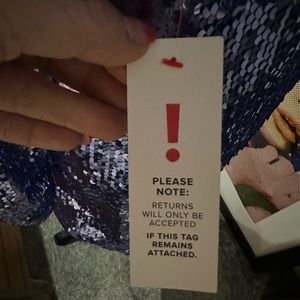 !
PLEASE
NOTE:
RETURNS
WILL ONLY BE
ACCEPTED
IF THIS TAG
REMAINS
ATTACHED.